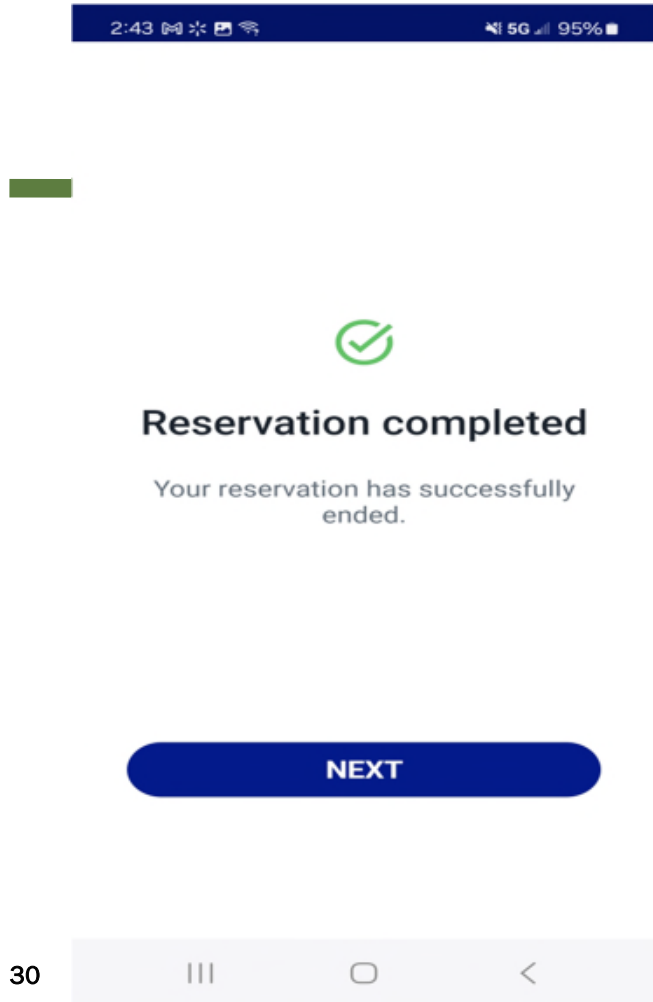 2:43 5G 95%
Reservation completed
Your reservation has successfully
ended.
NEXT
30